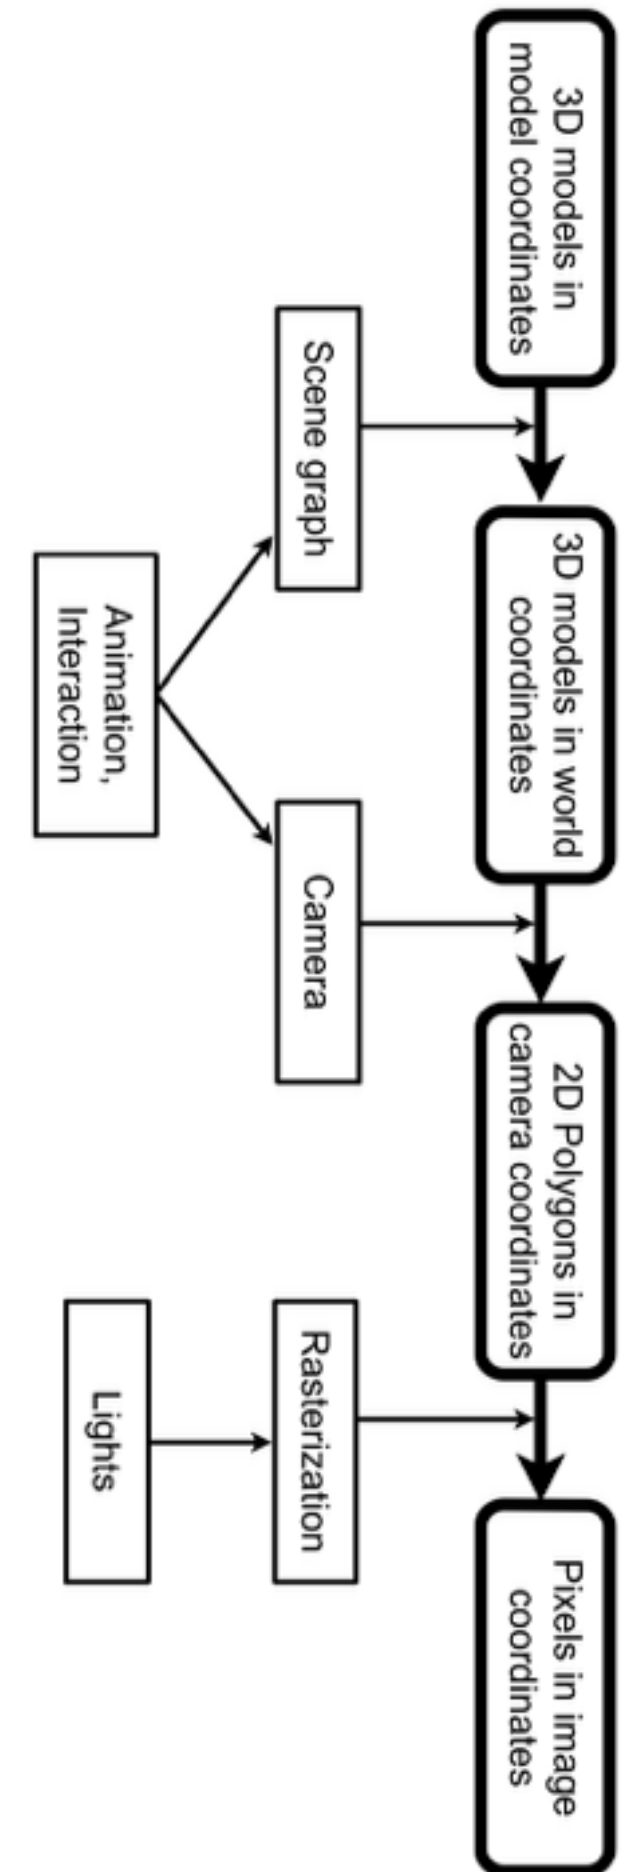 3D models in
model coordinates
3D models in world
coordinates
2D Polygons in
camera coordinates
Pixels in image
coordinates
Scene graph
Camera
Rasterization
Animation,
Interaction
Lights